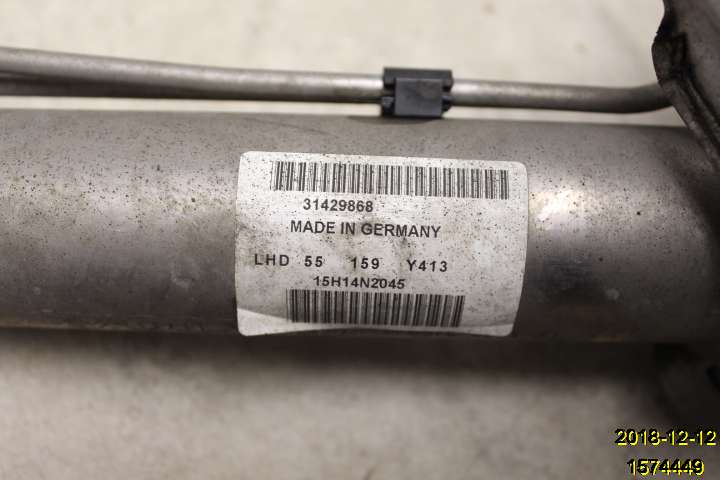 31429868
MADE IN GERMANY
LHD 55 159 Y413
15H14N2045
2018-12-12
1574449